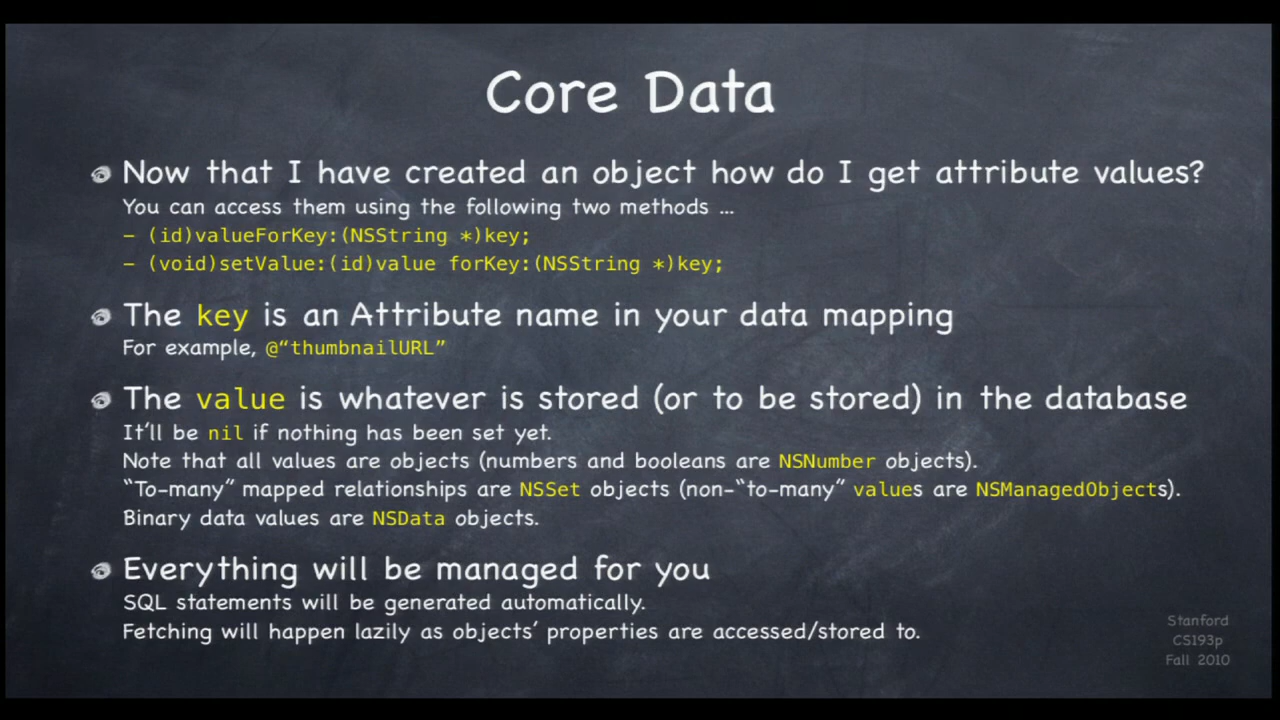 Core Data
Now that I have created an object how do I get attribute values?
You can access them using the following two methods ...
- (id)valueForKey:(NSString *)key;
- (void)setValue:(id)value forKey:(NSString *)key;
The key is an Attribute name in your data mapping
For example, @“thumbnailURL”
The value is whatever is stored (or to be stored) in the database
It’ll be nil if nothing has been set yet.
Note that all values are objects (numbers and booleans are NSNumber objects).
“To-many” mapped relationships are NSSet objects (non-“to-many” values are NSManagedObjects).
Binary data values are NSData objects.
Everything will be managed for you
SQL statements will be generated automatically.
Fetching will happen lazily as objects’ properties are accessed/stored to.
Stanford
CS193p
Fall 2010